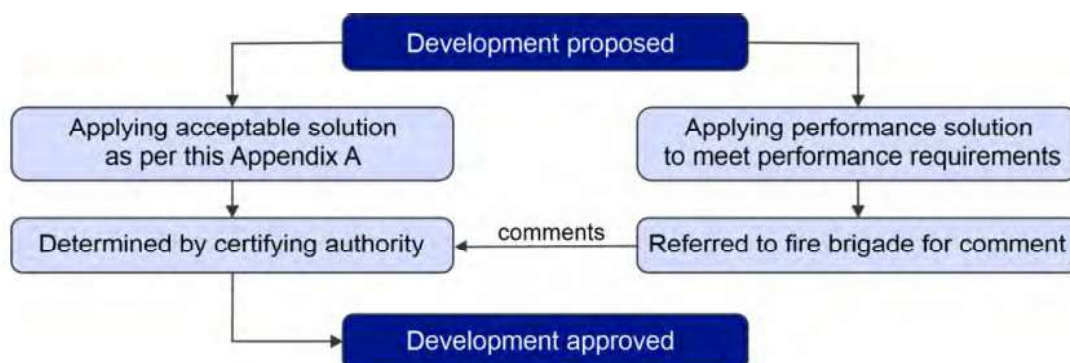 Development proposed
Applying acceptable solution
as per this Appendix A
Applying performance solution
to meet performance requirements
Determined by certifying authority
comments
Referred to fire brigade for comment
Development approved